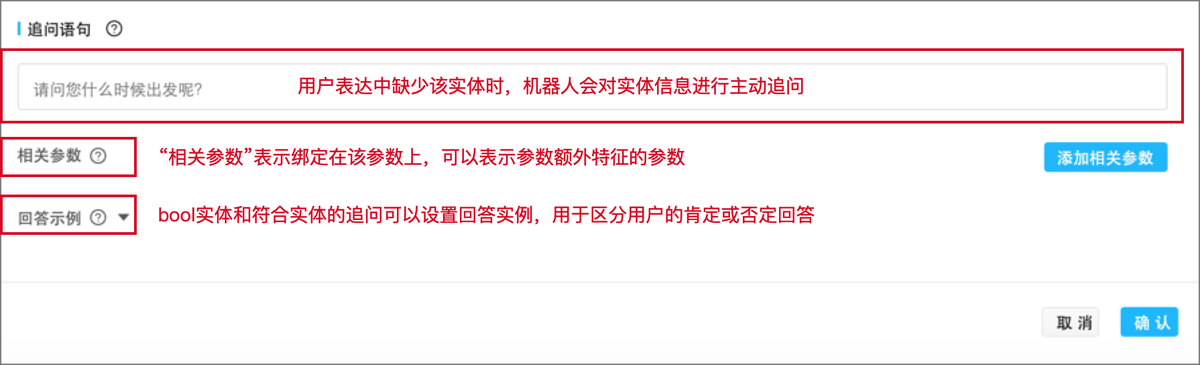 追问语句 ?
请问您什么时候出发呢? 用户表达中缺少该实体时，机器人会对实体信息进行主动追问
相关参数 ? “相关参数”表示绑定在该参数上，可以表示参数额外特征的参数 添加相关参数
回答示例 ? bool实体和符合实体的追问可以设置回答实例，用于区分用户的肯定或否定回答
取 消 确 认